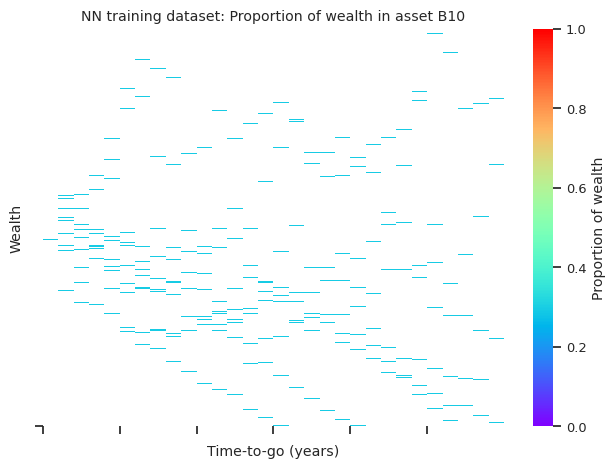 NN training dataset: Proportion of wealth in asset B10
1.0
0.8
0.6
0.4
0.2
0.0
Proportion of wealth
Wealth
Time-to-go (years)